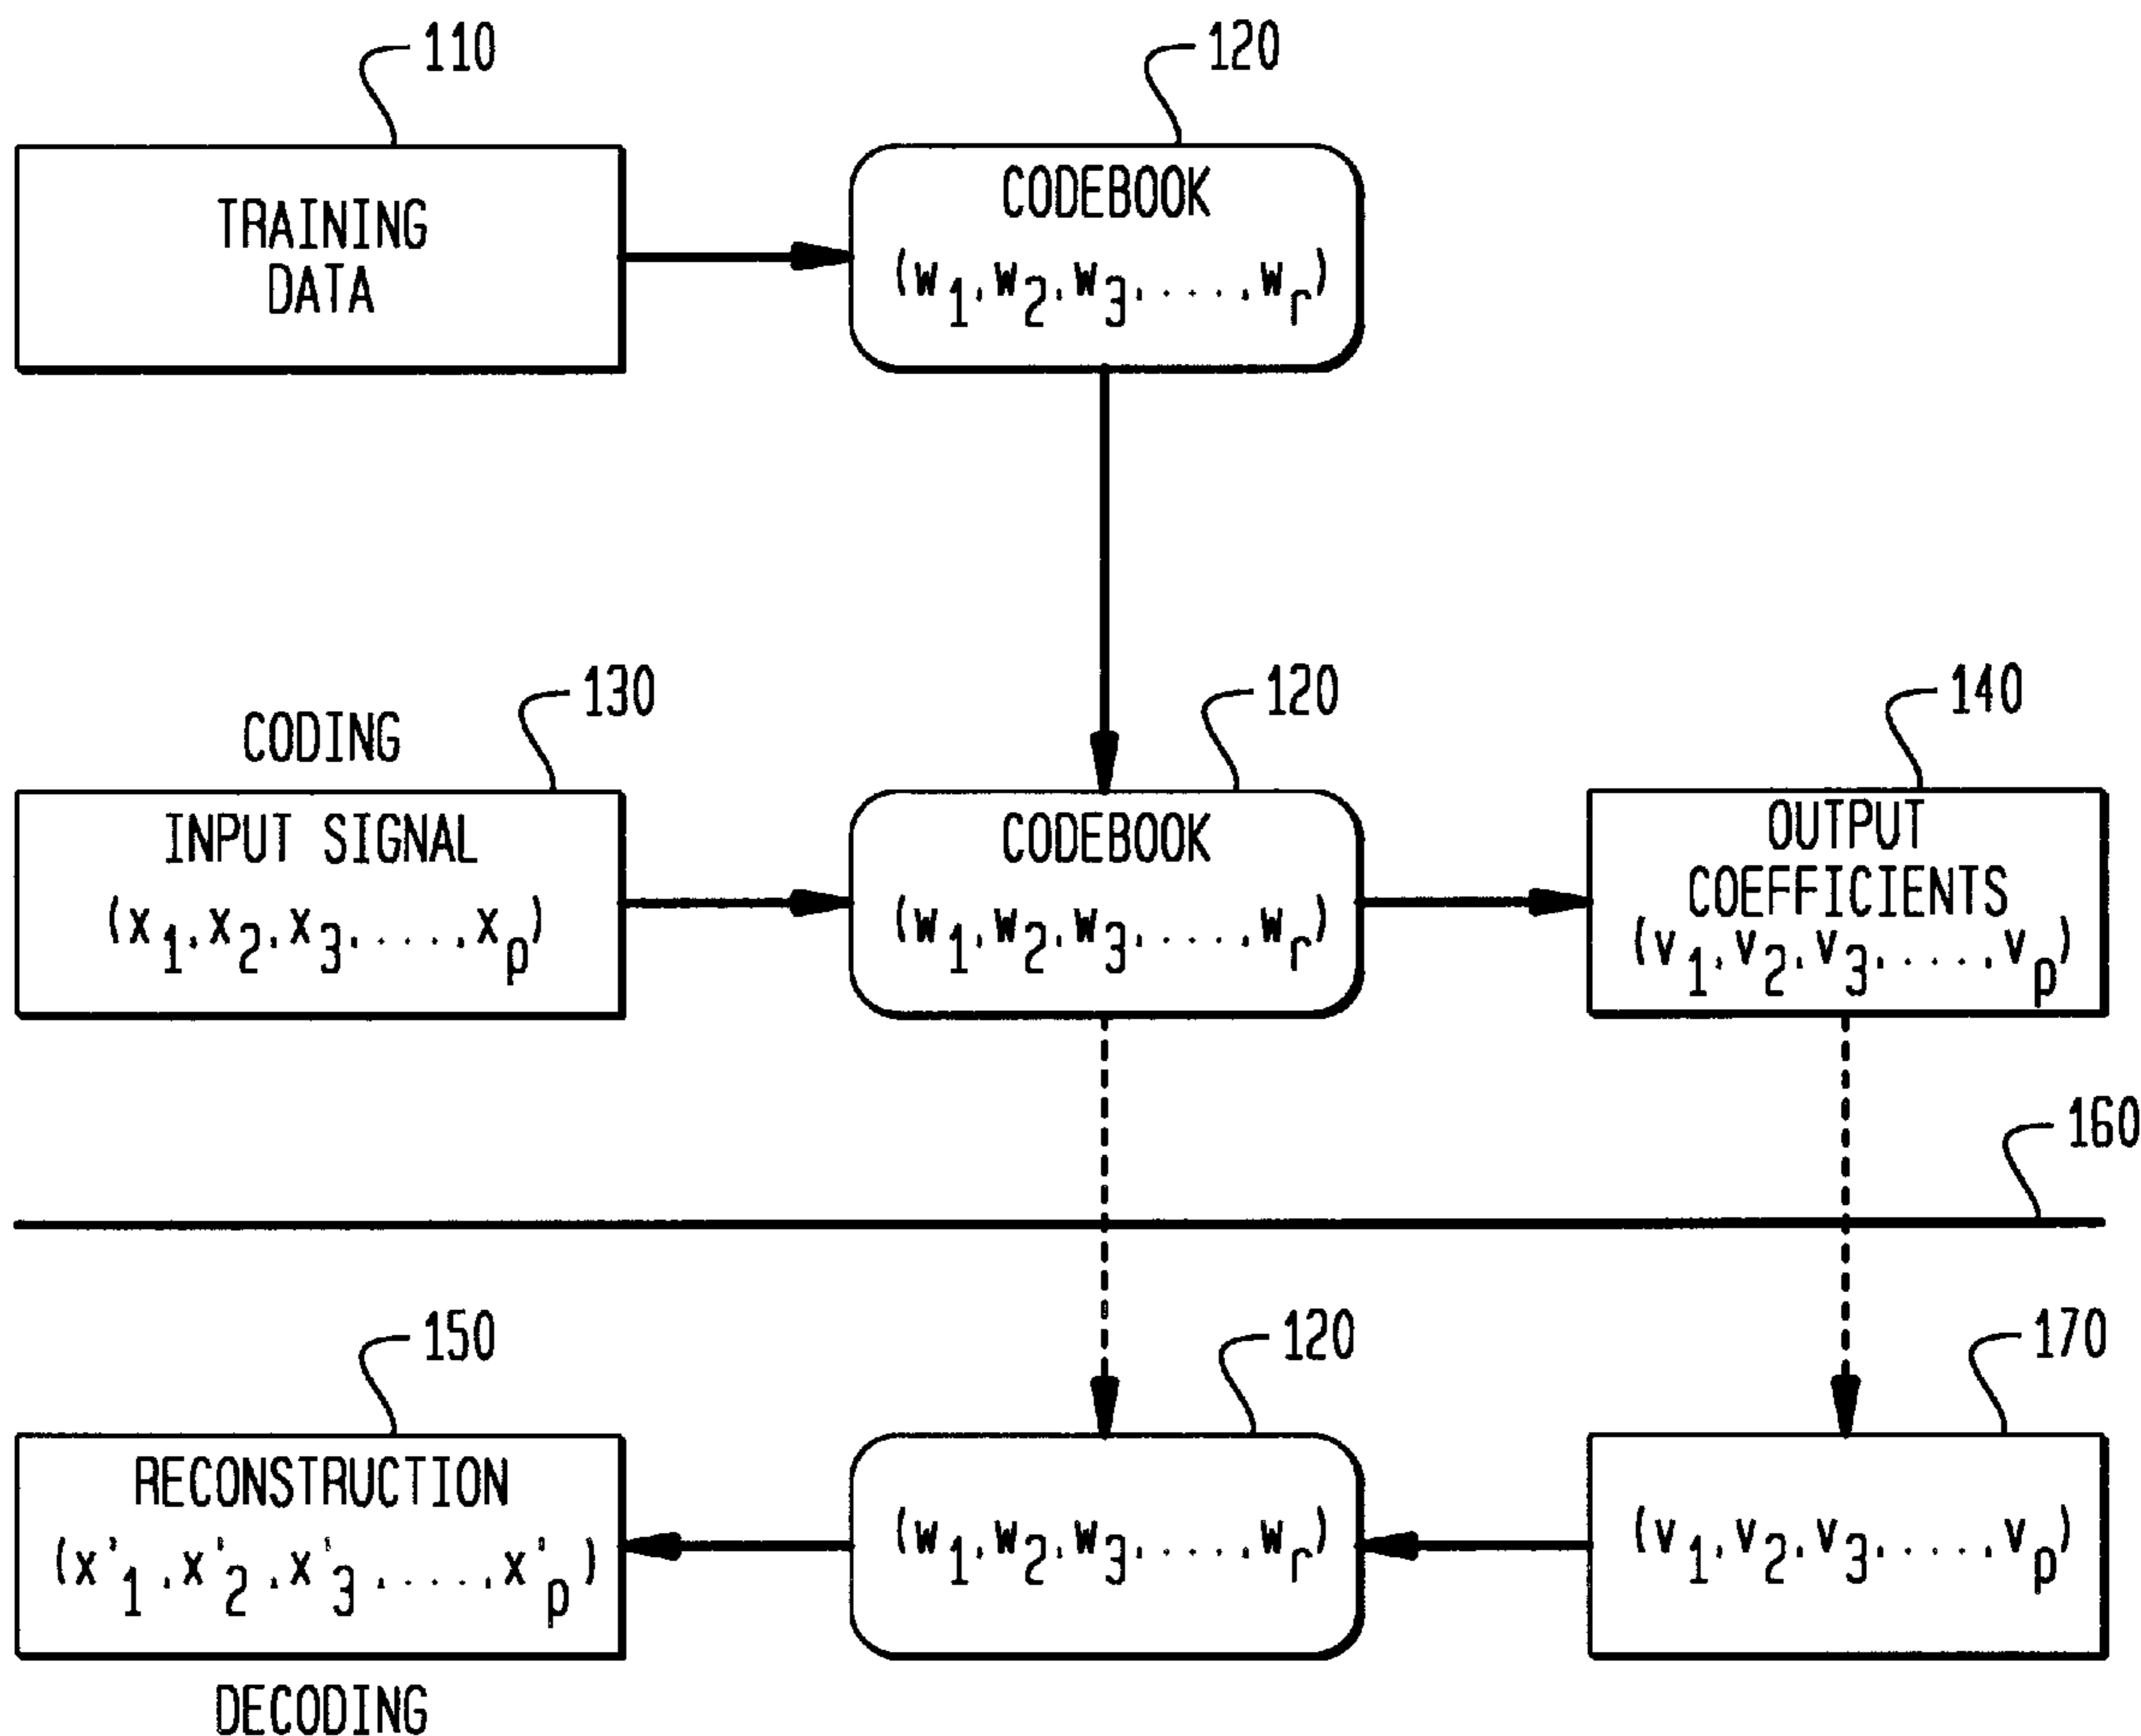 110
120
TRAINING
DATA
CODEBOOK
(w₁, w₂, w₃, ...., wᵣ)
CODING
130
120
140
INPUT SIGNAL
(x₁, x₂, x₃, ...., xₚ)
CODEBOOK
(w₁, w₂, w₃, ...., wᵣ)
OUTPUT
COEFFICIENTS
(v₁, v₂, v₃, ...., vₚ)
160
150
120
170
RECONSTRUCTION
(x'₁, x'₂, x'₃, ...., x'ₚ)
(w₁, w₂, w₃, ...., wᵣ)
(v₁, v₂, v₃, ...., vₚ)
DECODING